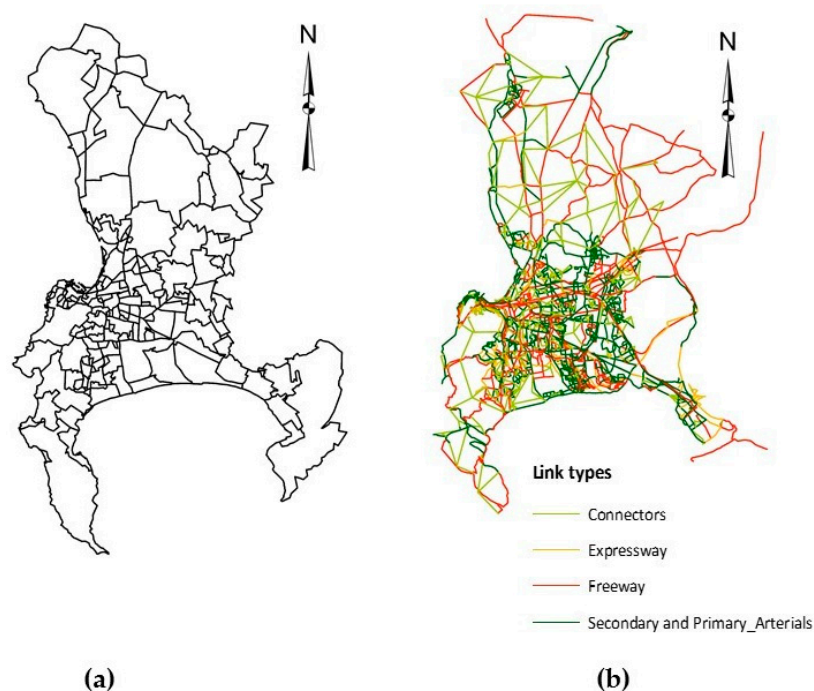 N
N
Link types
Connectors
Expressway
Freeway
Secondary and Primary_Arterials
(a)
(b)